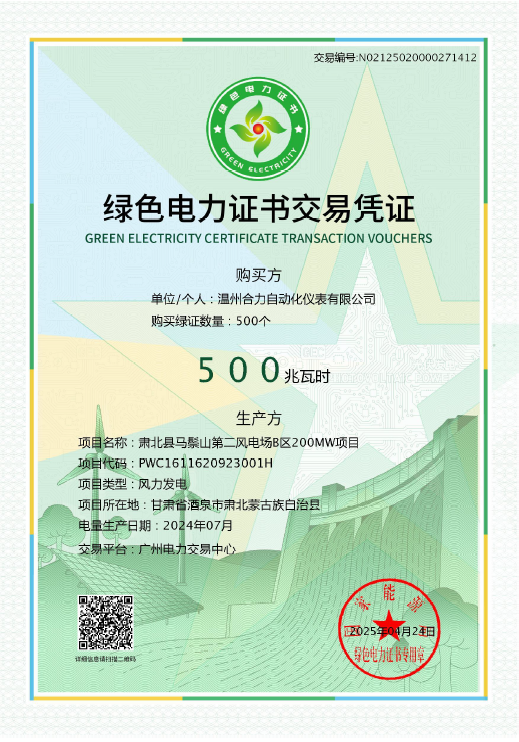 交易编号:N02125020000271412
绿色电力证书
GREEN ELECTRICITY
绿色电力证书交易凭证
GREEN ELECTRICITY CERTIFICATE TRANSACTION VOUCHERS
购买方
单位/个人：温州合力自动化仪表有限公司
购买绿证数量：500个
500兆瓦时
生产方
项目名称：肃北县马鬃山第二风电场B区200MW项目
项目代码：PWC1611620923001H
项目类型：风力发电
项目所在地：甘肃省酒泉市肃北蒙古族自治县
电量生产日期：2024年07月
交易平台：广州电力交易中心
国家能源局
2025年04月24日
绿色电力证书专用章
详细信息请扫描二维码